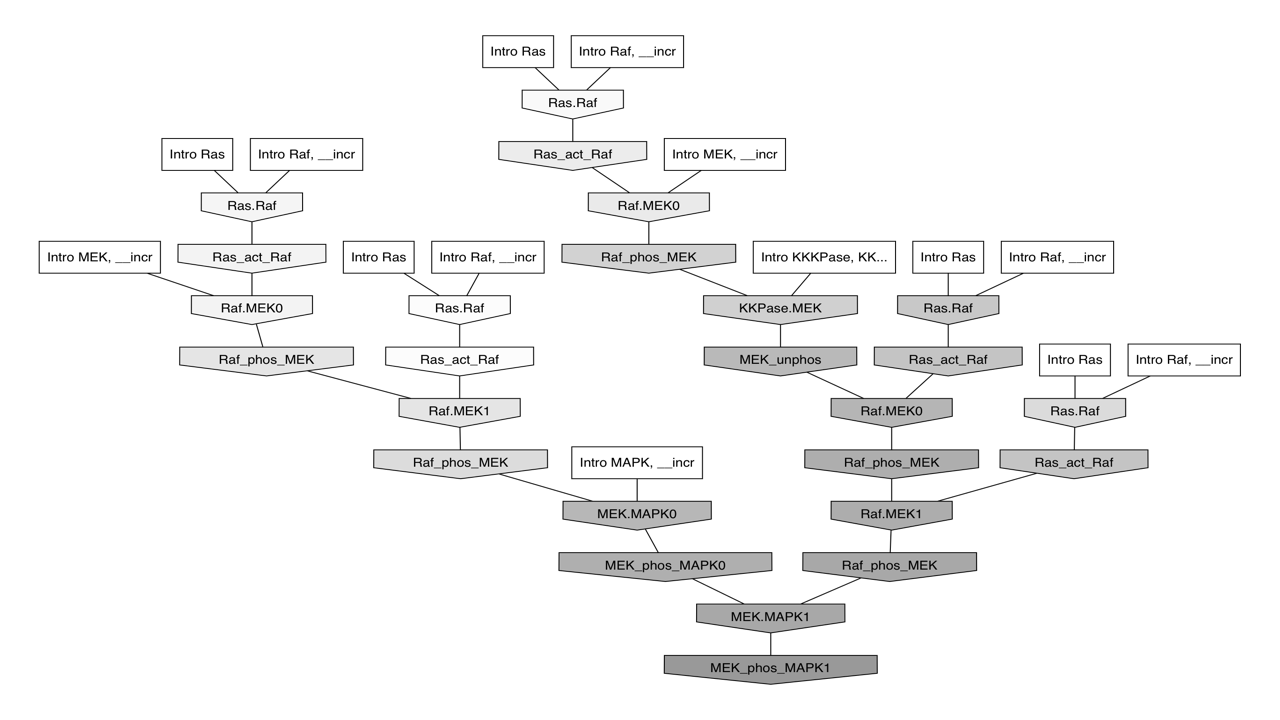 Intro Ras
Intro Raf, __incr
Ras.Raf
Intro Ras
Intro Raf, __incr
Ras_act_Raf
Intro MEK, __incr
Ras.Raf
Raf.MEK0
Intro MEK, __incr
Ras_act_Raf
Intro Ras
Intro Raf, __incr
Raf_phos_MEK
Intro KKKPase, KK...
Intro Ras
Intro Raf, __incr
Raf.MEK0
Ras.Raf
KKPase.MEK
Ras.Raf
Raf_phos_MEK
Ras_act_Raf
MEK_unphos
Ras_act_Raf
Intro Ras
Intro Raf, __incr
Raf.MEK1
Raf.MEK0
Ras.Raf
Raf_phos_MEK
Intro MAPK, __incr
Raf_phos_MEK
Ras_act_Raf
MEK.MAPK0
Raf.MEK1
MEK_phos_MAPK0
Raf_phos_MEK
MEK.MAPK1
MEK_phos_MAPK1